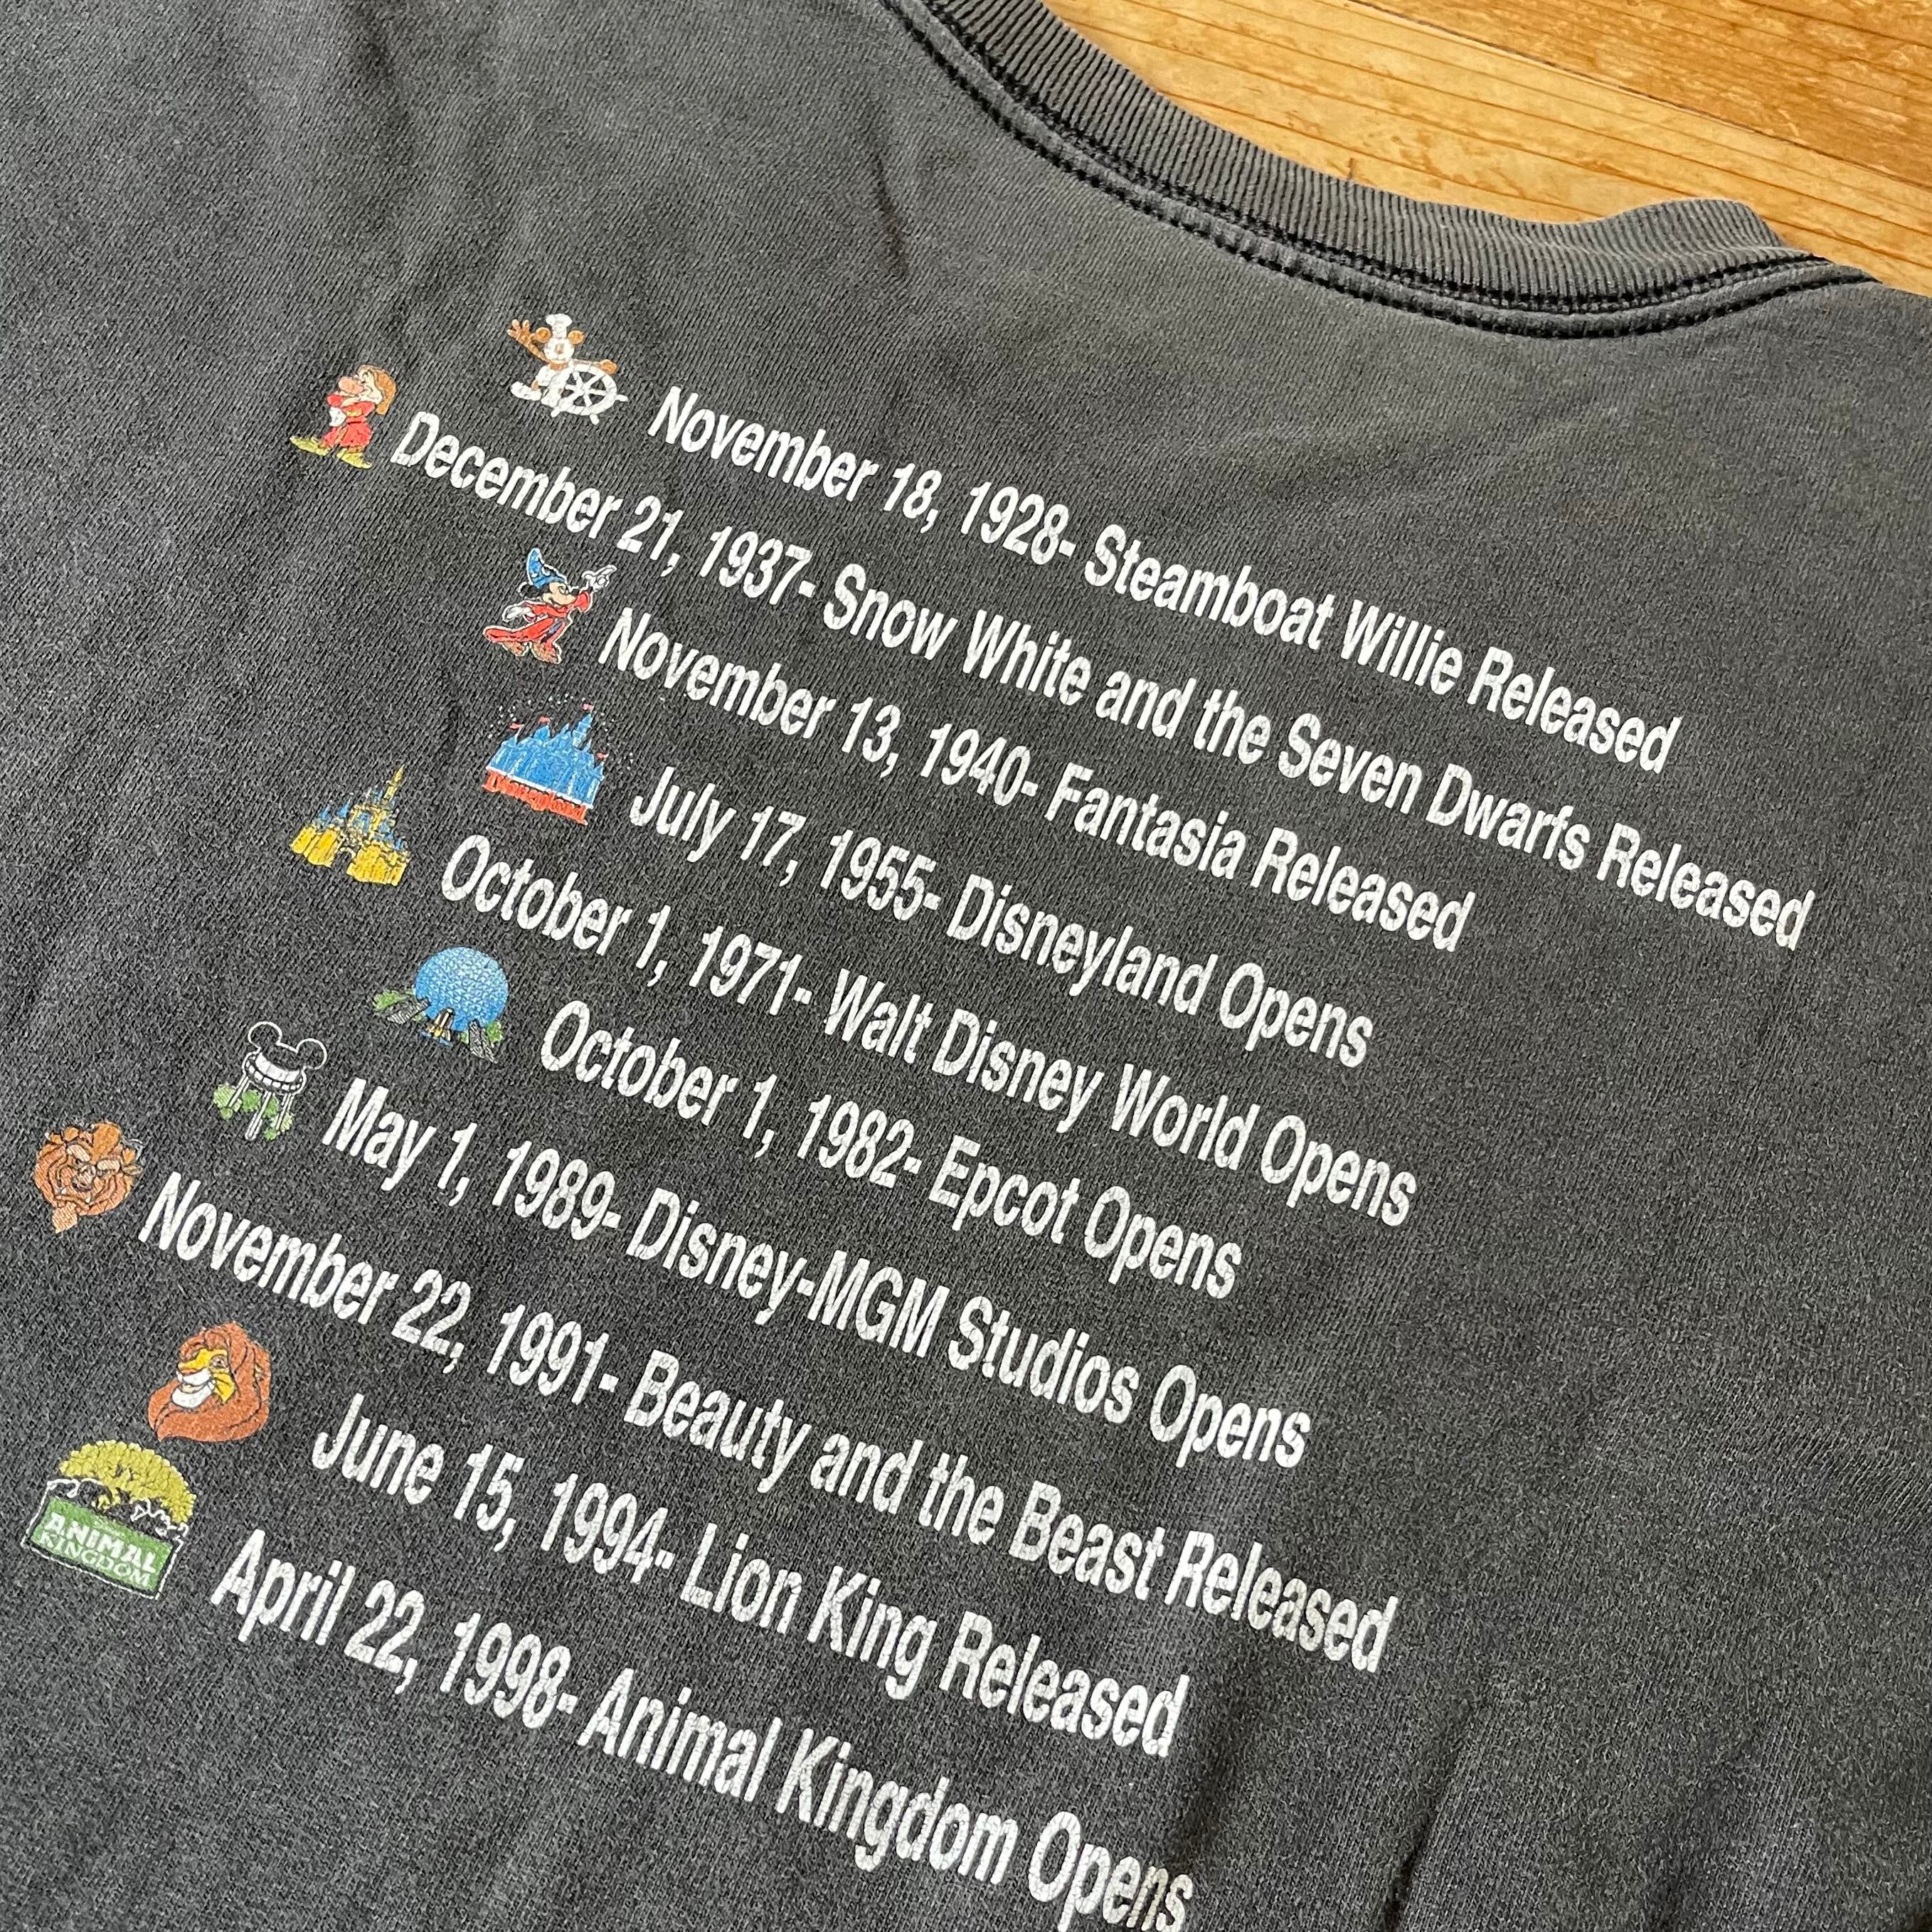 November 18, 1928- Steamboat Willie Released
December 21, 1937- Snow White and the Seven Dwarfs Released
November 13, 1940- Fantasia Released
Disneyland
July 17, 1955- Disneyland Opens
October 1, 1971- Walt Disney World Opens
October 1, 1982- Epcot Opens
May 1, 1989- Disney-MGM Studios Opens
November 22, 1991- Beauty and the Beast Released
June 15, 1994- Lion King Released
ANIMAL
KINGDOM
April 22, 1998- Animal Kingdom Opens